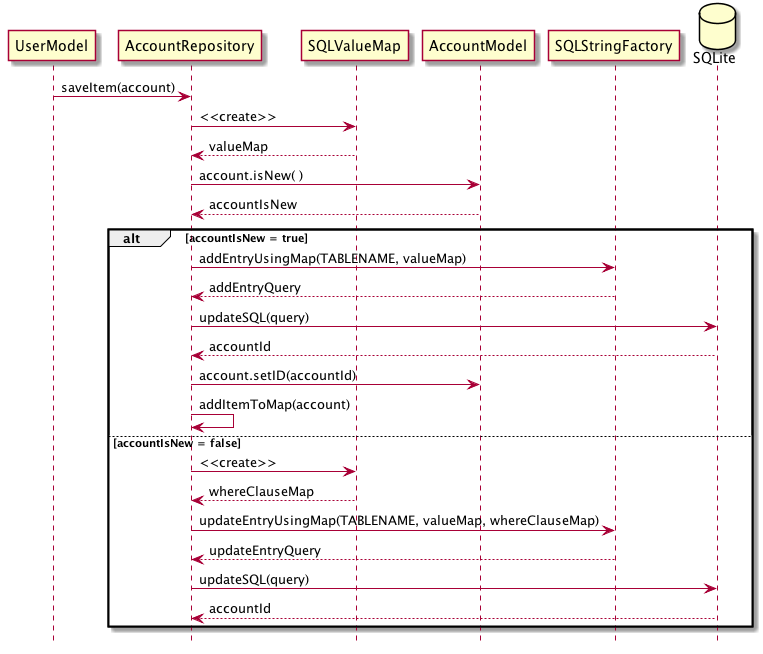 UserModel
AccountRepository
SQLValueMap
AccountModel
SQLStringFactory
SQLite
saveItem(account)
<<create>>
valueMap
account.isNew( )
accountIsNew
alt [accountIsNew = true]
addEntryUsingMap(TABLENAME, valueMap)
addEntryQuery
updateSQL(query)
accountId
account.setID(accountId)
addItemToMap(account)
[accountIsNew = false]
<<create>>
whereClauseMap
updateEntryUsingMap(TABLENAME, valueMap, whereClauseMap)
updateEntryQuery
updateSQL(query)
accountId